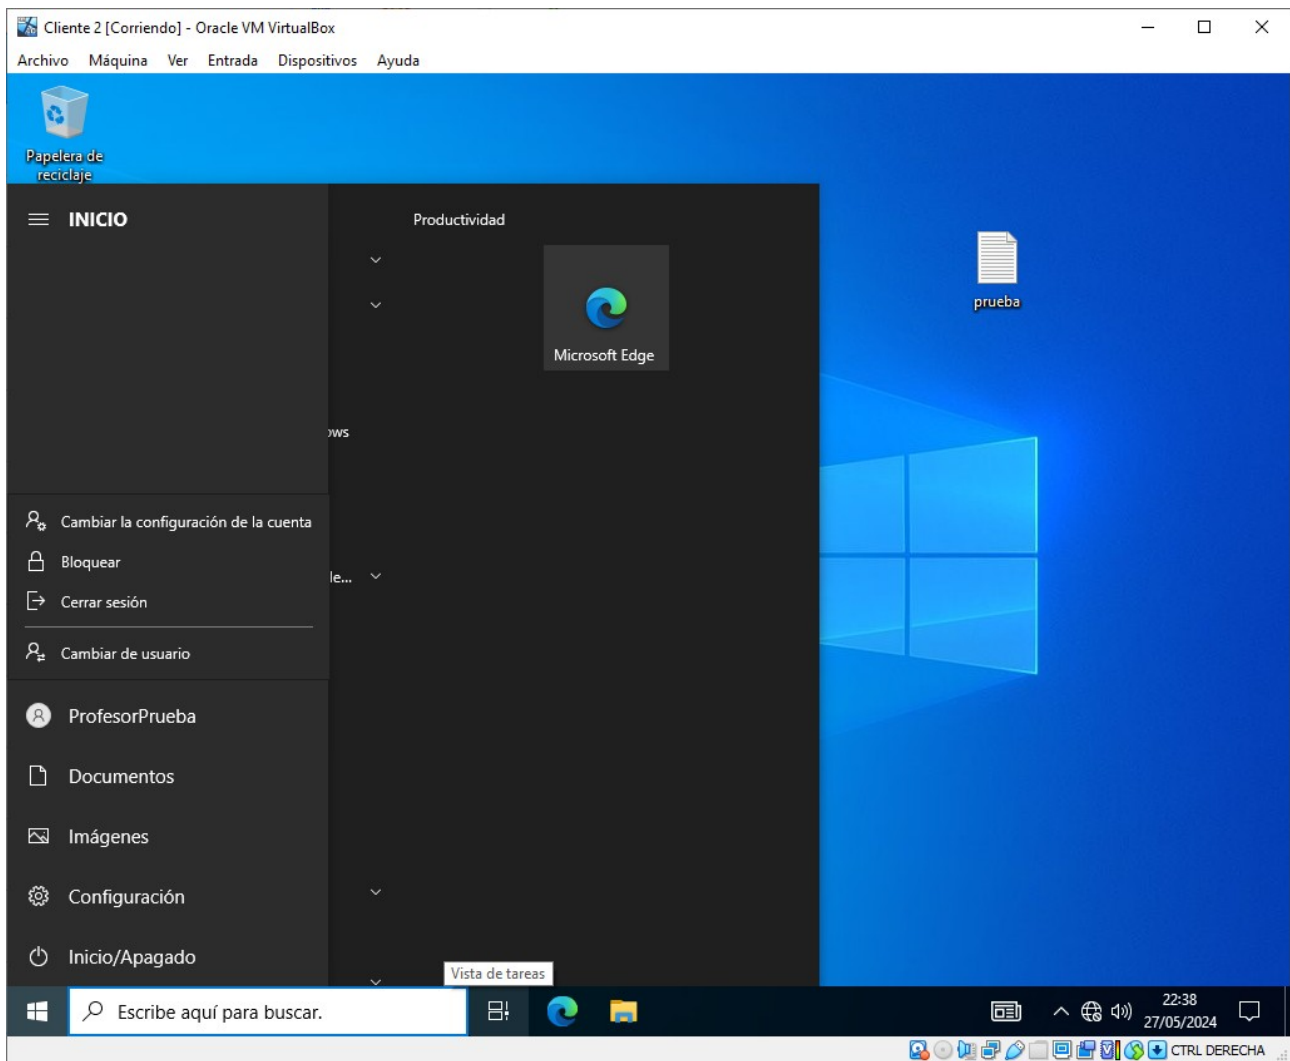 Cliente 2 [Corriendo] - Oracle VM VirtualBox
Archivo Máquina Ver Entrada Dispositivos Ayuda
Papelera de
reciclaje
INICIO
Productividad
Microsoft Edge
prueba
ows
Cambiar la configuración de la cuenta
Bloquear
le...
Cerrar sesión
Cambiar de usuario
ProfesorPrueba
Documentos
Imágenes
Configuración
Inicio/Apagado
Vista de tareas
Escribe aquí para buscar.
22:38
27/05/2024
CTRL DERECHA